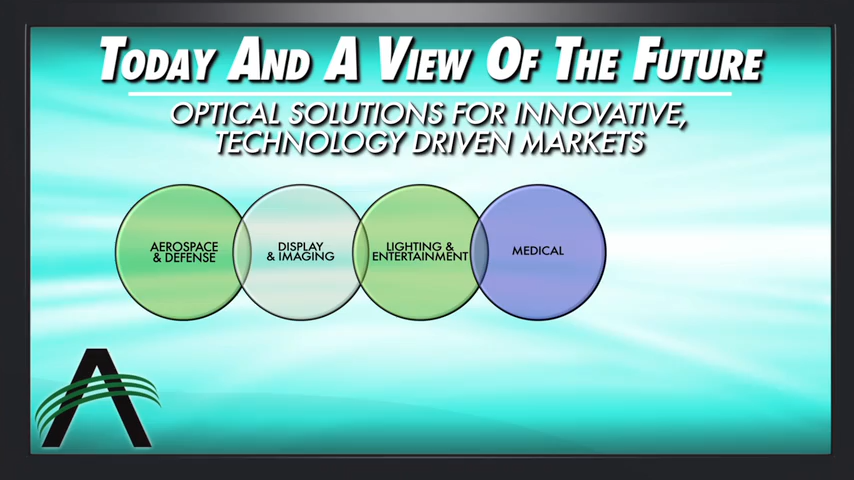 TODAY AND A VIEW OF THE FUTURE
OPTICAL SOLUTIONS FOR INNOVATIVE,
TECHNOLOGY DRIVEN MARKETS
AEROSPACE
& DEFENSE
DISPLAY
& IMAGING
LIGHTING &
ENTERTAINMENT
MEDICAL
A